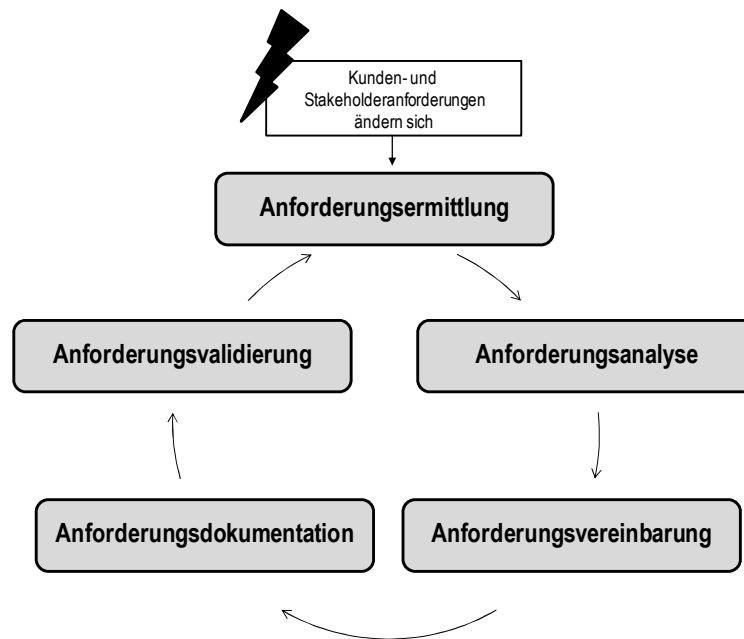 Kunden- und
Stakeholderanforderungen
ändern sich
Anforderungsermittlung
Anforderungsvalidierung
Anforderungsanalyse
Anforderungsdokumentation
Anforderungsvereinbarung